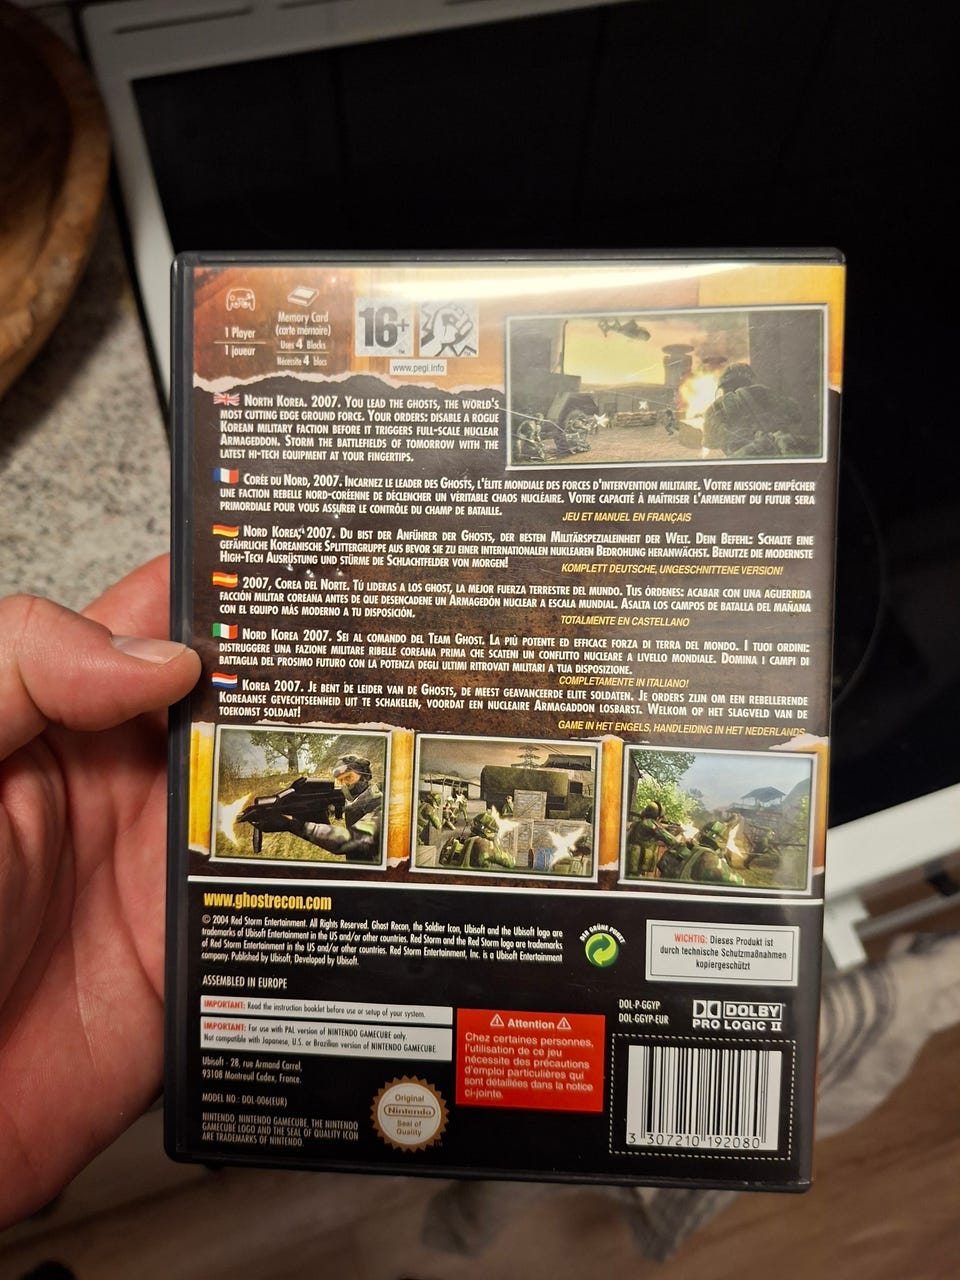 1 Player
1 joueur
Memory Card
(carte mémoire)
Uses 4 Blocks
Nécessite 4 blocs
16+
www.pegi.info
NORTH KOREA. 2007. YOU LEAD THE GHOSTS, THE WORLD'S
MOST CUTTING EDGE GROUND FORCE. YOUR ORDERS: DISABLE A ROGUE
KOREAN MILITARY FACTION BEFORE IT TRIGGERS FULL-SCALE NUCLEAR
ARMAGEDDON. STORM THE BATTLEFIELDS OF TOMORROW WITH THE
LATEST HI-TECH EQUIPMENT AT YOUR FINGERTIPS.
CORÉE DU NORD, 2007. INCARNEZ LE LEADER DES GHOSTS, L'ÉLITE MONDIALE DES FORCES D'INTERVENTION MILITAIRE. VOTRE MISSION: EMPÊCHER
UNE FACTION REBELLE NORD-CORÉENNE DE DÉCLENCHER UN VÉRITABLE CHAOS NUCLÉAIRE. VOTRE CAPACITÉ À MAÎTRISER L'ARMEMENT DU FUTUR SERA
PRIMORDIALE POUR VOUS ASSURER LE CONTRÔLE DU CHAMP DE BATAILLE.
JEU ET MANUEL EN FRANÇAIS
NORD KOREA, 2007. DU BIST DER ANFÜHRER DER GHOSTS, DER BESTEN MILITÄRSPEZIALEINHEIT DER WELT. DEIN BEFEHL: SCHALTE EINE
GEFÄHRLICHE KOREANISCHE SPLITTERGRUPPE AUS BEVOR SIE ZU EINER INTERNATIONALEN NUKLEAREN BEDROHUNG HERANWÄCHST. BENUTZE DIE MODERNSTE
HIGH-TECH AUSRÜSTUNG UND STÜRME DIE SCHLACHTFELDER VON MORGEN!
KOMPLETT DEUTSCHE, UNGESCHNITTENE VERSION!
2007, COREA DEL NORTE. TÚ LIDERAS A LOS GHOST, LA MEJOR FUERZA TERRESTRE DEL MUNDO. TUS ÓRDENES: ACABAR CON UNA AGUERRIDA
FACCIÓN MILITAR COREANA ANTES DE QUE DESENCADENE UN ARMAGEDÓN NUCLEAR A ESCALA MUNDIAL. ASALTA LOS CAMPOS DE BATALLA DEL MAÑANA
CON EL EQUIPO MÁS MODERNO A TU DISPOSICIÓN.
TOTALMENTE EN CASTELLANO
NORD KOREA 2007. SEI AL COMANDO DEL TEAM GHOST. LA PIÙ POTENTE ED EFFICACE FORZA DI TERRA DEL MONDO. I TUOI ORDINI:
DISTRUGGERE UNA FAZIONE MILITARE RIBELLE COREANA PRIMA CHE SCATENI UN CONFLITTO NUCLEARE A LIVELLO MONDIALE. DOMINA I CAMPI DI
BATTAGLIA DEL PROSIMO FUTURO CON LA POTENZA DEGLI ULTIMI RITROVATI MILITARI A TUA DISPOSIZIONE.
COMPLETAMENTE IN ITALIANO!
KOREA 2007. JE BENT DE LEIDER VAN DE GHOSTS, DE MEEST GEAVANCEERDE ELITE SOLDATEN. JE ORDERS ZIJN OM EEN REBELLERENDE
KOREAANSE GEVECHTSEENHEID UIT TE SCHAKELEN, VOORDAT EEN NUCLEAIRE ARMAGADDON LOSBARST. WELKOM OP HET SLAGVELD VAN DE
TOEKOMST SOLDAAT!
GAME IN HET ENGELS, HANDLEIDING IN HET NEDERLANDS
www.ghostrecon.com
© 2004 Red Storm Entertainment. All Rights Reserved. Ghost Recon, the Soldier Icon, Ubisoft and the Ubisoft logo are
trademarks of Ubisoft Entertainment in the US and/or other countries. Red Storm and the Red Storm logo are trademarks
of Red Storm Entertainment in the US and/or other countries. Red Storm Entertainment, Inc. is a Ubisoft Entertainment
company. Published by Ubisoft, Developed by Ubisoft.
DER GRÜNE PUNKT
WICHTIG: Dieses Produkt ist
durch technische Schutzmaßnahmen
kopiergeschützt
ASSEMBLED IN EUROPE
IMPORTANT: Read the instruction booklet before use or setup of your system.
IMPORTANT: For use with PAL version of NINTENDO GAMECUBE only.
Not compatible with Japanese, U.S. or Brazilian version of NINTENDO GAMECUBE.
Ubisoft - 28, rue Armand Carrel,
93108 Montreuil Cedex, France.
MODEL NO.: DOL-006(EUR)
NINTENDO, NINTENDO GAMECUBE, THE NINTENDO
GAMECUBE LOGO AND THE SEAL OF QUALITY ICON
ARE TRADEMARKS OF NINTENDO.
Original
Nintendo
Seal of
Quality
Attention
Chez certaines personnes,
l'utilisation de ce jeu
nécessite des précautions
d'emploi particulières qui
sont détaillées dans la notice
ci-jointe.
DOL-P-GGYP
DOL-GGYP-EUR
DOLBY
PRO LOGIC II
3 307210 192080